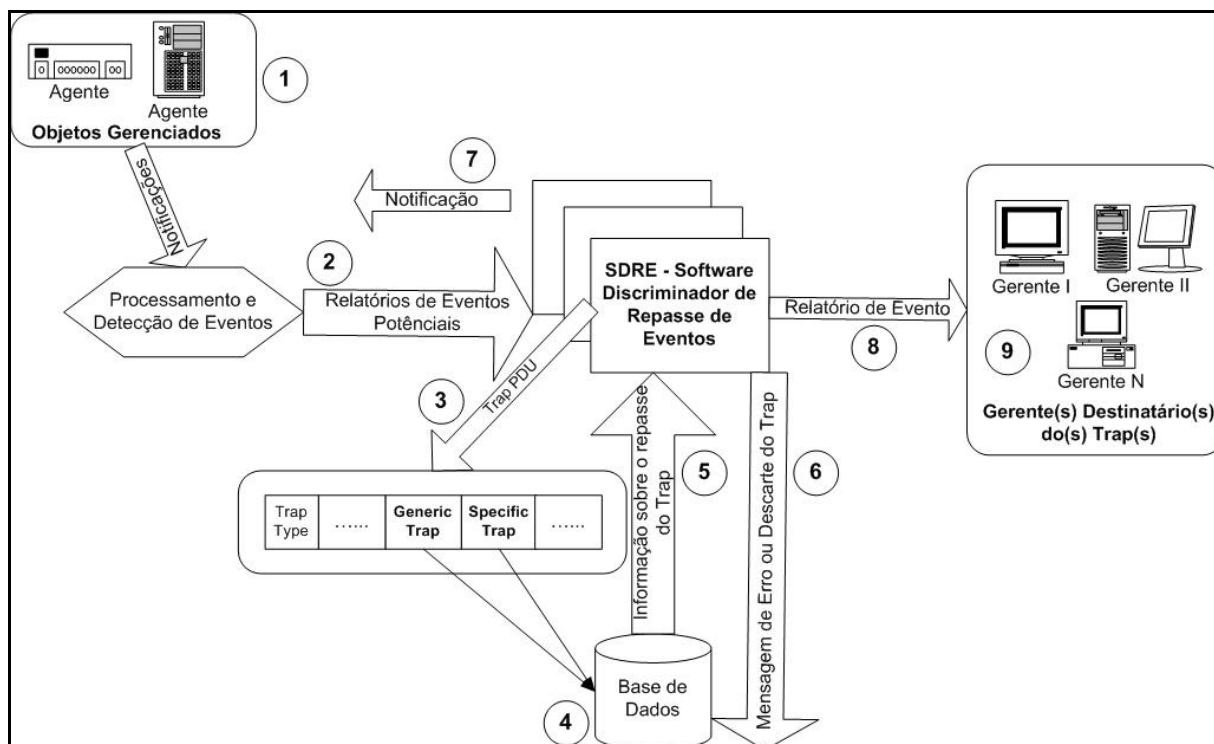 0
000000
00
Agente
Agente
Objetos Gerenciados
1
Notificações
7
Notificação
Processamento e
Detecção de Eventos
2
Relatórios de Eventos
Potênciais
SDRE - Software
Discriminador de
Repasse de
Eventos
Relatório de Evento
8
Gerente I
Gerente II
9
Gerente N
Gerente(s) Destinatário(s)
do(s) Trap(s)
3
Trap PDU
Trap
Type
......
Generic
Trap
Specific
Trap
......
Informação sobre o repasse
do Trap
5
Mensagem de Erro ou Descarte do Trap
6
4
Base de
Dados